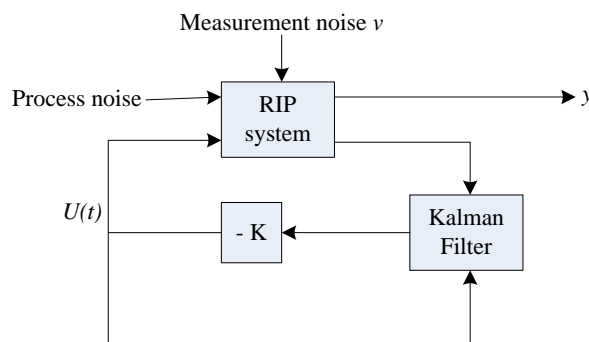 Measurement noise v
Process noise
RIP
system
y
U(t)
- K
Kalman
Filter